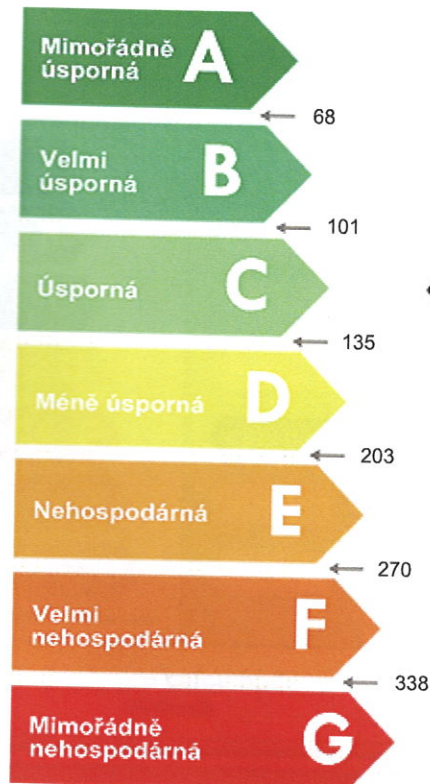 Mimořádně
úsporná A
68
Velmi
úsporná B
101
Úsporná C
135
Méně úsporná D
203
Nehospodárná E
270
Velmi
nehospodárná F
338
Mimořádně
nehospodárná G